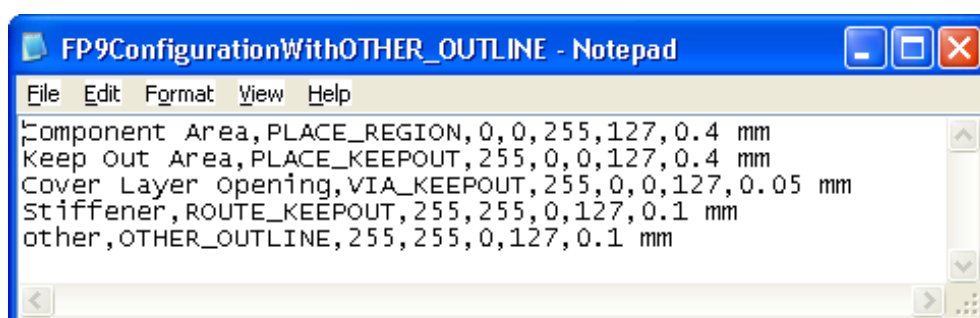 FP9ConfigurationWithOTHER_OUTLINE - Notepad
File Edit Format View Help
Component Area,PLACE_REGION,0,0,255,127,0.4 mm
Keep Out Area,PLACE_KEEPOUT,255,0,0,127,0.4 mm
Cover Layer Opening,VIA_KEEPOUT,255,0,0,127,0.05 mm
Stiffener,ROUTE_KEEPOUT,255,255,0,127,0.1 mm
other,OTHER_OUTLINE,255,255,0,127,0.1 mm